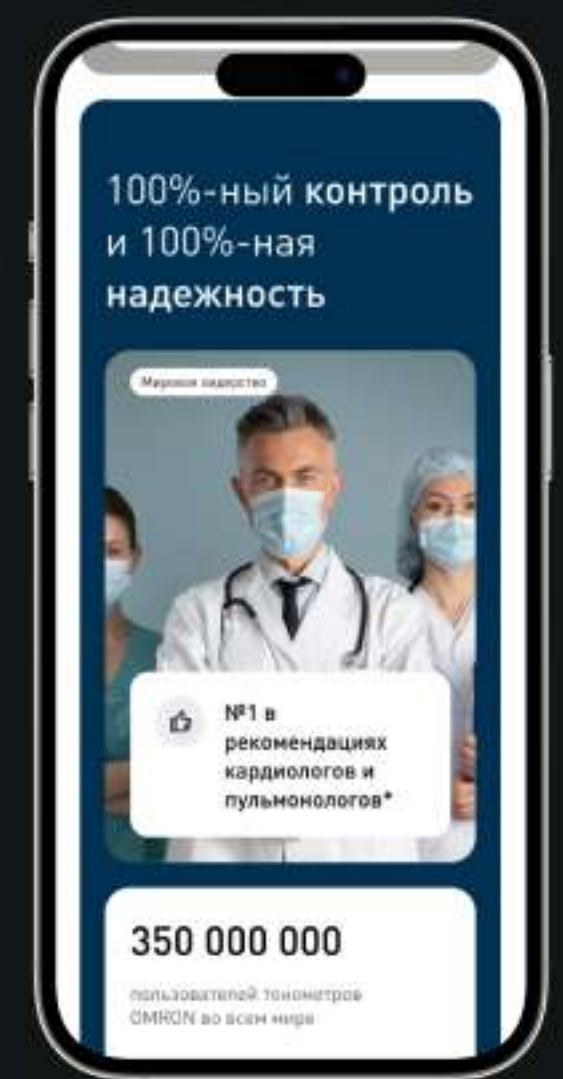 100%-ный контроль
и 100%-ная
надежность
Мировое лидерство
№1 в
рекомендациях
кардиологов и
пульмонологов*
350 000 000
пользователей тонометров
OMRON во всем мире